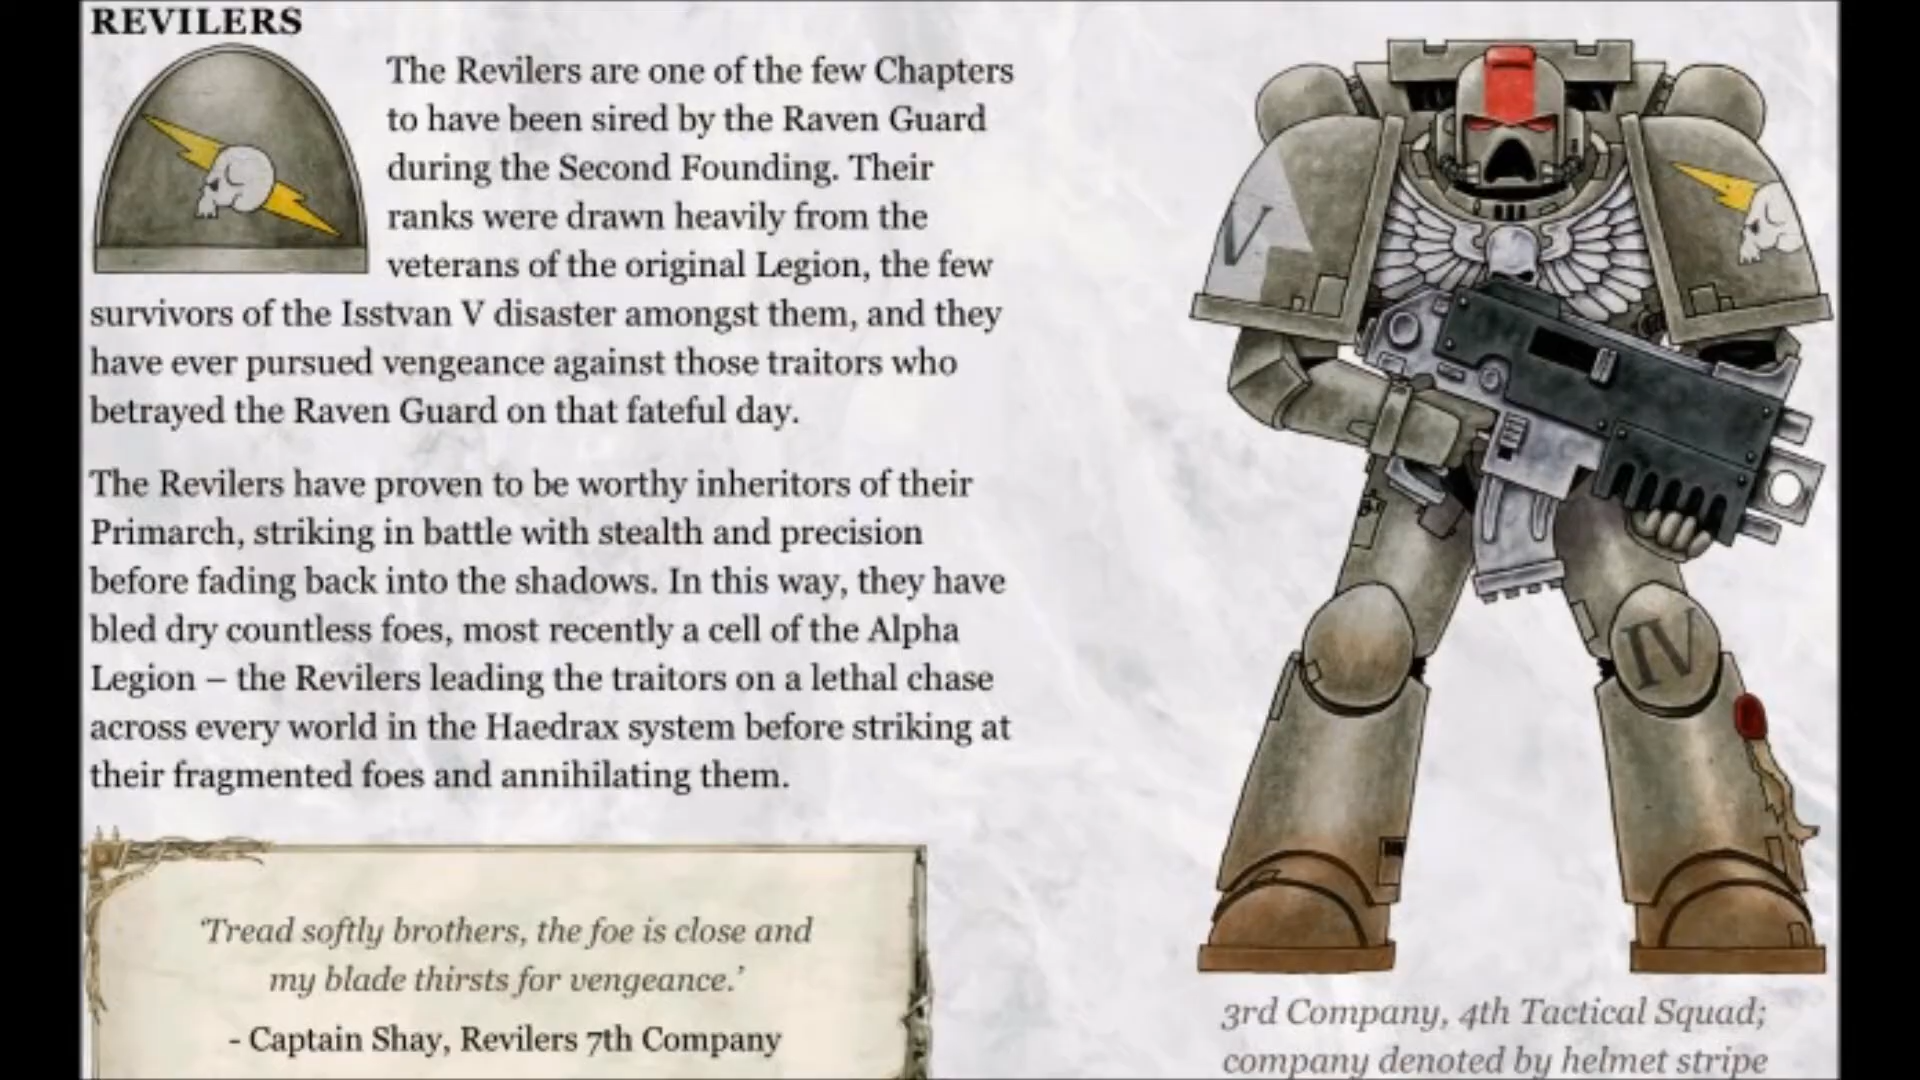 REVILERS
The Revilers are one of the few Chapters
to have been sired by the Raven Guard
during the Second Founding. Their
ranks were drawn heavily from the
veterans of the original Legion, the few
survivors of the Isstvan V disaster amongst them, and they
have ever pursued vengeance against those traitors who
betrayed the Raven Guard on that fateful day.
The Revilers have proven to be worthy inheritors of their
Primarch, striking in battle with stealth and precision
before fading back into the shadows. In this way, they have
bled dry countless foes, most recently a cell of the Alpha
Legion – the Revilers leading the traitors on a lethal chase
across every world in the Haedrax system before striking at
their fragmented foes and annihilating them.
‘Tread softly brothers, the foe is close and
my blade thirsts for vengeance.’
- Captain Shay, Revilers 7th Company
V
IV
3rd Company, 4th Tactical Squad;
company denoted by helmet stripe